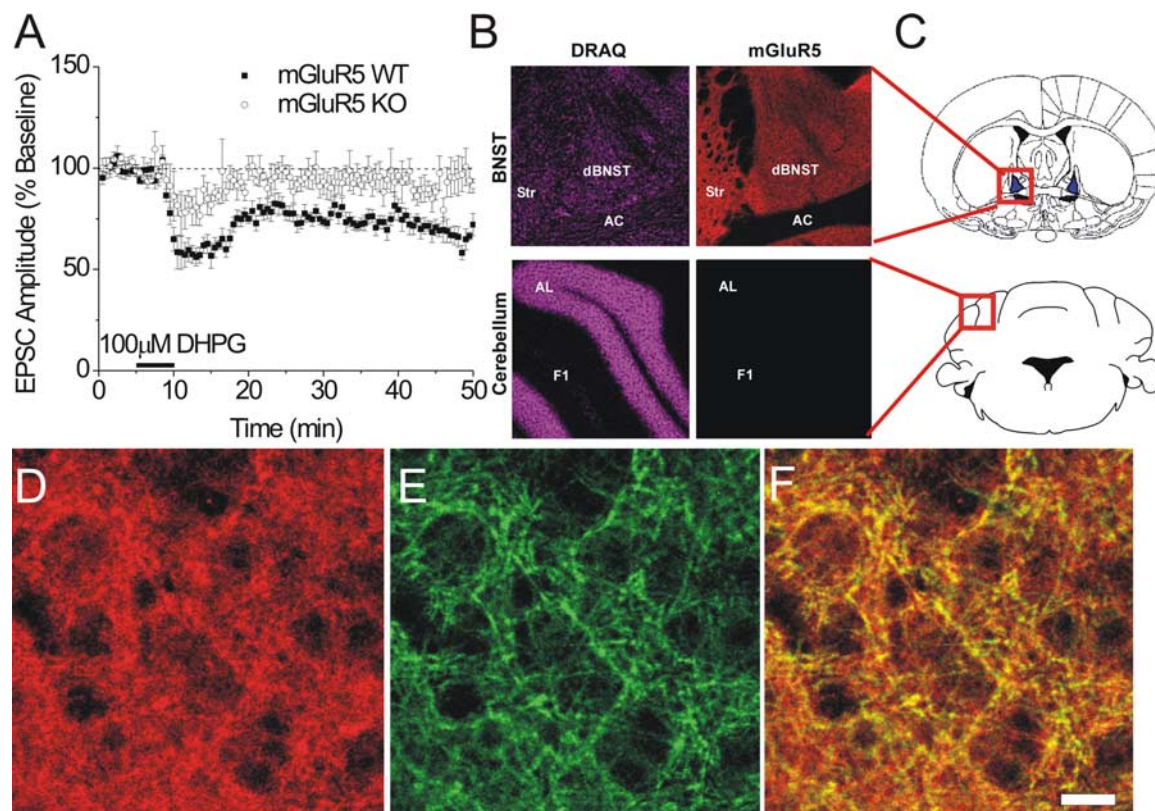 A
150
100
50
0
EPSC Amplitude (% Baseline)
mGluR5 WT
mGluR5 KO
100μM DHPG
0 10 20 30 40 50
Time (min)
B
DRAQ mGluR5
BNST
dBNST
Str
AC
dBNST
Str
AC
Cerebellum
AL
F1
AL
F1
C
D
E
F